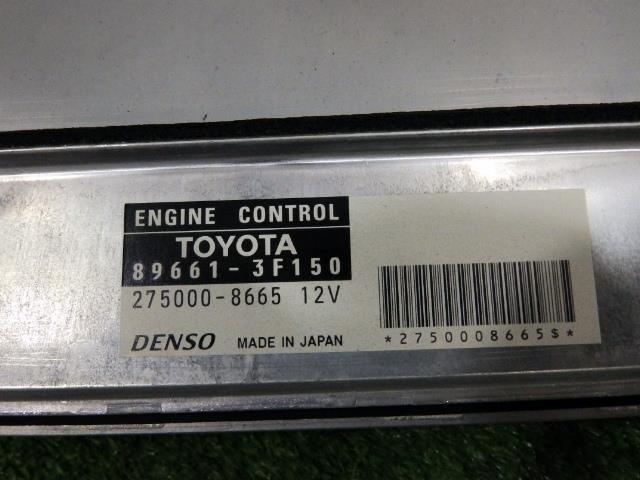 ENGINE CONTROL
TOYOTA
89661-3F150
275000-8665 12V
DENSO MADE IN JAPAN
*2750008665$*